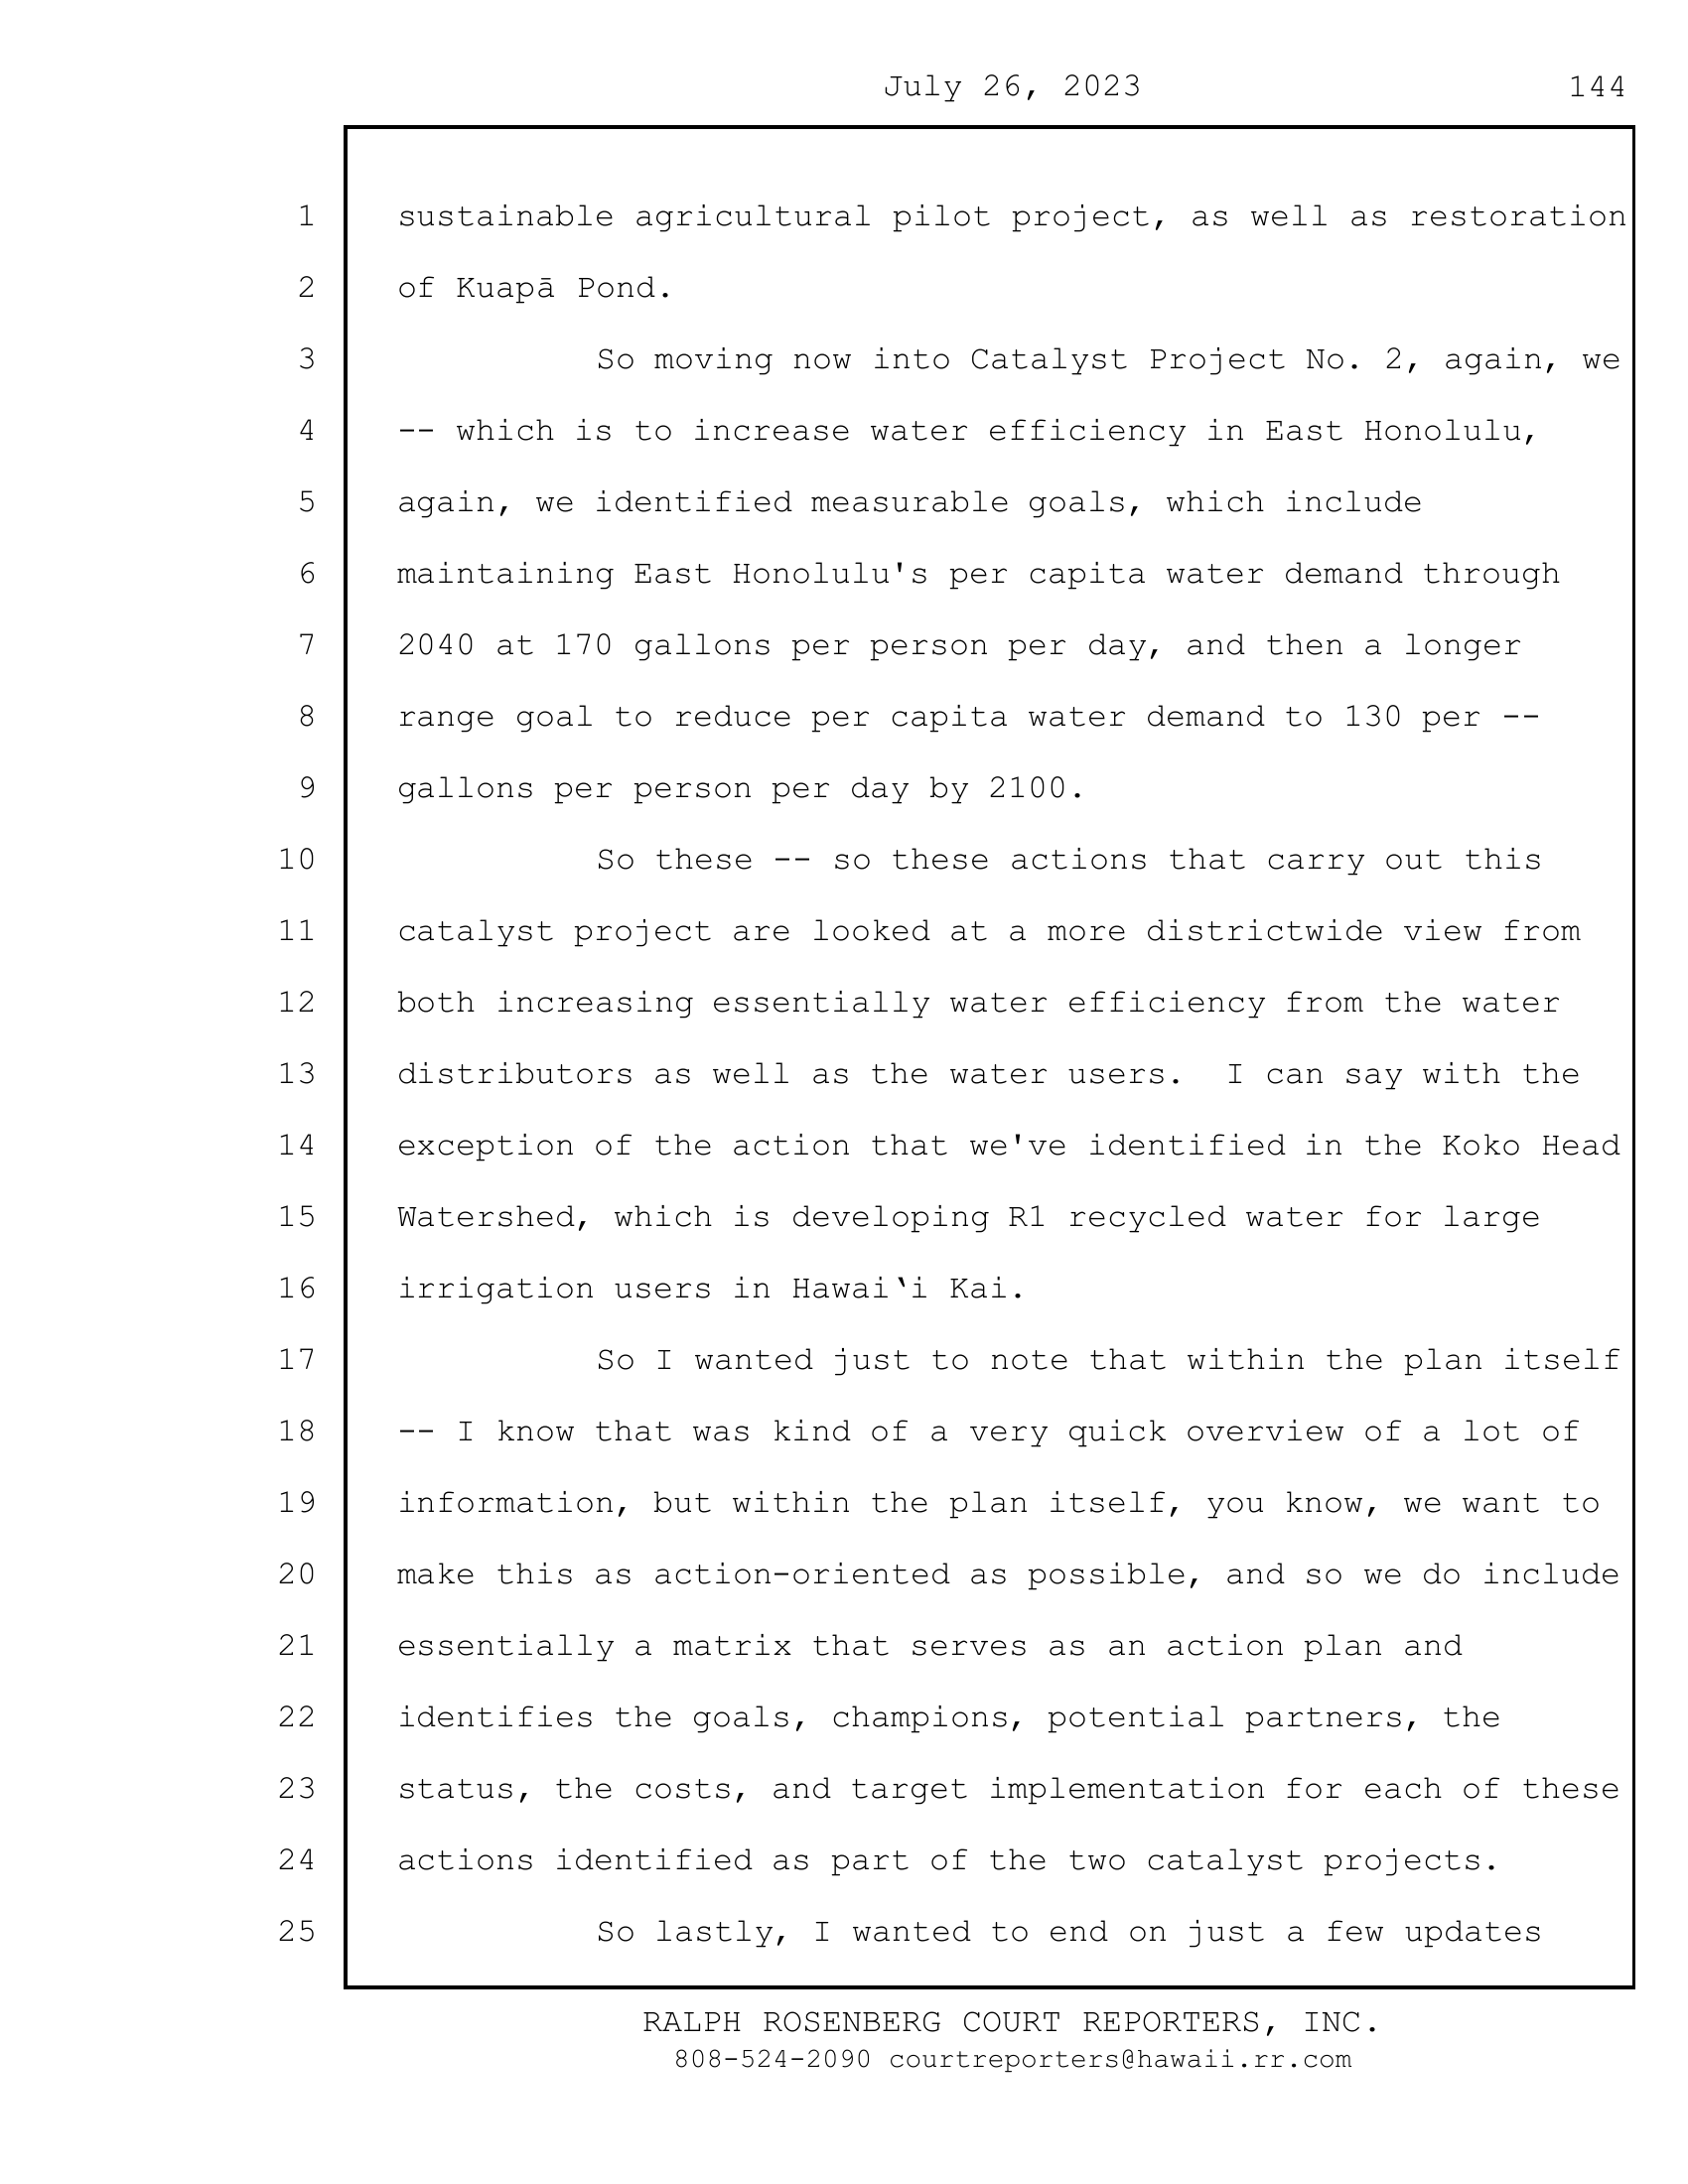 July 26, 2023 144
1 sustainable agricultural pilot project, as well as restoration
2 of Kuapā Pond.
3 So moving now into Catalyst Project No. 2, again, we
4 -- which is to increase water efficiency in East Honolulu,
5 again, we identified measurable goals, which include
6 maintaining East Honolulu's per capita water demand through
7 2040 at 170 gallons per person per day, and then a longer
8 range goal to reduce per capita water demand to 130 per --
9 gallons per person per day by 2100.
10 So these -- so these actions that carry out this
11 catalyst project are looked at a more districtwide view from
12 both increasing essentially water efficiency from the water
13 distributors as well as the water users.  I can say with the
14 exception of the action that we've identified in the Koko Head
15 Watershed, which is developing R1 recycled water for large
16 irrigation users in Hawai‛i Kai.
17 So I wanted just to note that within the plan itself
18 -- I know that was kind of a very quick overview of a lot of
19 information, but within the plan itself, you know, we want to
20 make this as action-oriented as possible, and so we do include
21 essentially a matrix that serves as an action plan and
22 identifies the goals, champions, potential partners, the
23 status, the costs, and target implementation for each of these
24 actions identified as part of the two catalyst projects.
25 So lastly, I wanted to end on just a few updates
RALPH ROSENBERG COURT REPORTERS, INC.
808-524-2090 courtreporters@hawaii.rr.com